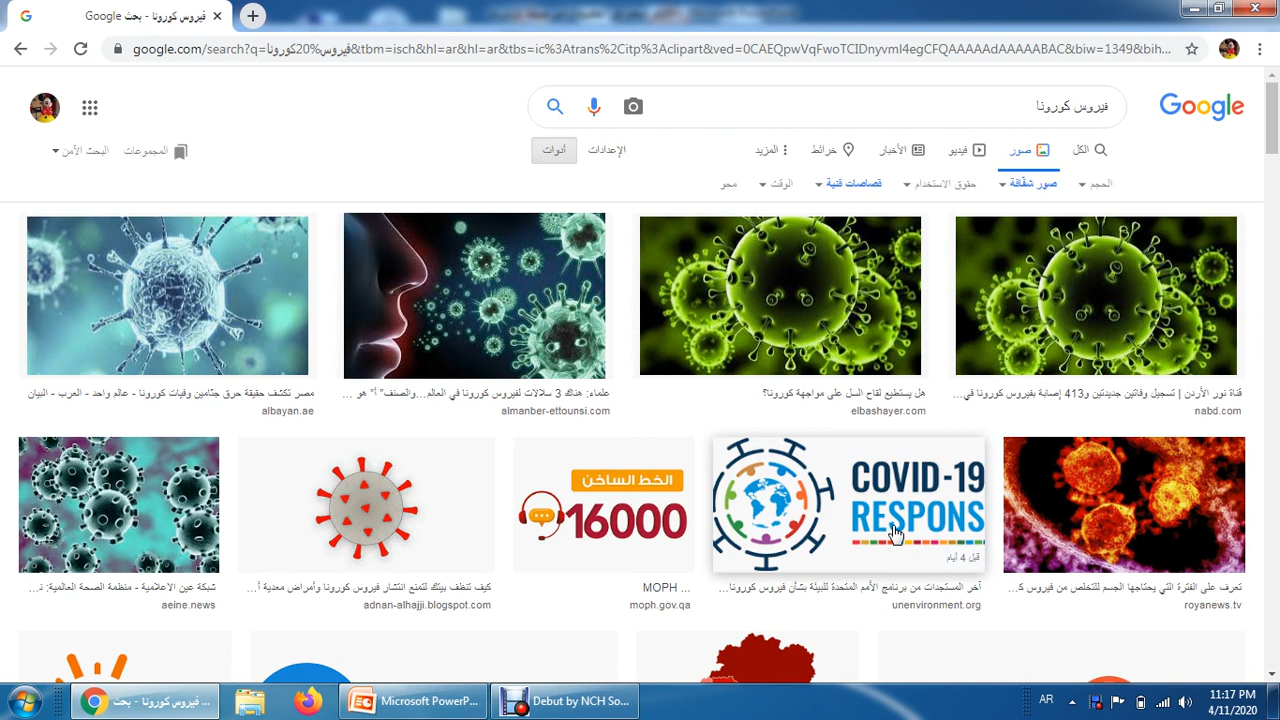 فيروس كورونا - بحث Google
google.com/search?q=فيروس%20كورونا&tbm=isch&hl=ar&hl=ar&tbs=ic%3Atrans%2Citp%3Aclipart&ved=0CAEQpwVqFwoTCIDnyvml4egCFQAAAAAdAAAAABAC&biw=1349&bih...
Google
فيروس كورونا
الكل
صور
فيديو
الأخبار
خرائط
المزيد
الإعدادات
أدوات
المجموعات
البحث الآمن
الحجم
صور شفّافة
حقوق الاستخدام
قصاصات فنية
الوقت
محو
قناة نور الأردن | تسجيل وفاتين جديدتين و413 إصابة بفيروس كورونا في...
nabd.com
هل يستطيع لقاح السل على مواجهة كورونا؟
elbashayer.com
علماء: هناك 3 سلالات لفيروس كورونا في العالم...والصنف" أ" هو ...
almanber-ettounsi.com
مصر تكشف حقيقة حرق جثامين وفيات كورونا - عالم واحد - العرب - البيان
albayan.ae
COVID-19
RESPONS
قبل 4 أيام
الخط الساخن
16000
تعرف على الفترة التي يحتاجها الجسم للتخلص من فيروس ك...
royanews.tv
آخر المستجدات من برنامج الأمم المتحدة للبيئة بشأن فيروس كورونا...
unenvironment.org
MOPH ...
moph.gov.qa
كيف تنظف بيتك لتمنع انتشار فيروس كورونا وأمراض معدية أ...
adnan-alhajji.blogspot.com
شبكة عين الاعلامية - منظمة الصحة العالمية: ت...
aeine.news
فيروس كورونا - بحث ...
Microsoft PowerP...
Debut by NCH So...
AR
11:17 PM
4/11/2020